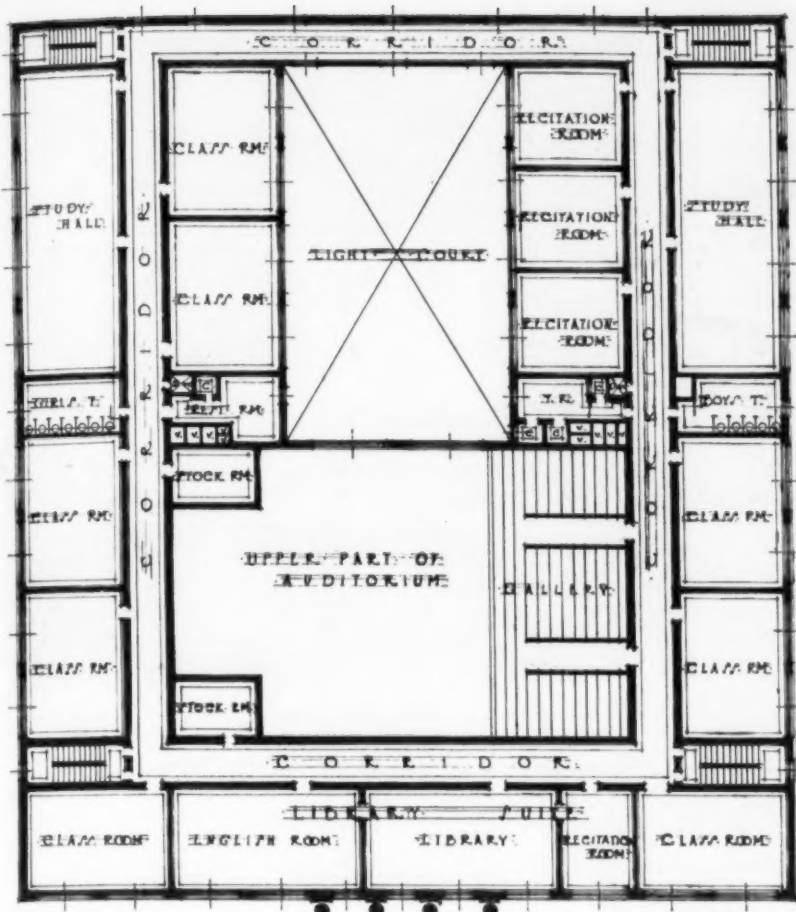 CORRIDOR
CLASS RM.
RECITATION
ROOM
STUDY
HALL
CORRIDOR
LIGHT COURT
RECITATION
ROOM
CORRIDOR
STUDY
HALL
CLASS RM.
RECITATION
ROOM
GIRLS T.
REST RM.
BOYS T.
STOCK RM.
CLASS RM.
UPPER PART OF
AUDITORIUM
GALLERY
CLASS RM.
CLASS RM.
STOCK RM.
CLASS RM.
CORRIDOR
LIBRARY SUITE
CLASS ROOM
ENGLISH ROOM
LIBRARY
RECITATION
ROOM
CLASS ROOM